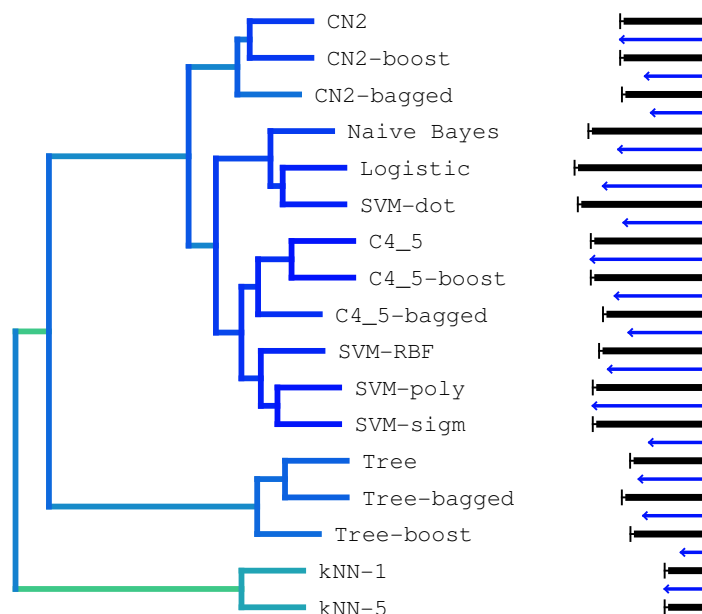 CN2
CN2-boost
CN2-bagged
Naive Bayes
Logistic
SVM-dot
C4_5
C4_5-boost
C4_5-bagged
SVM-RBF
SVM-poly
SVM-sigm
Tree
Tree-bagged
Tree-boost
kNN-1
kNN-5